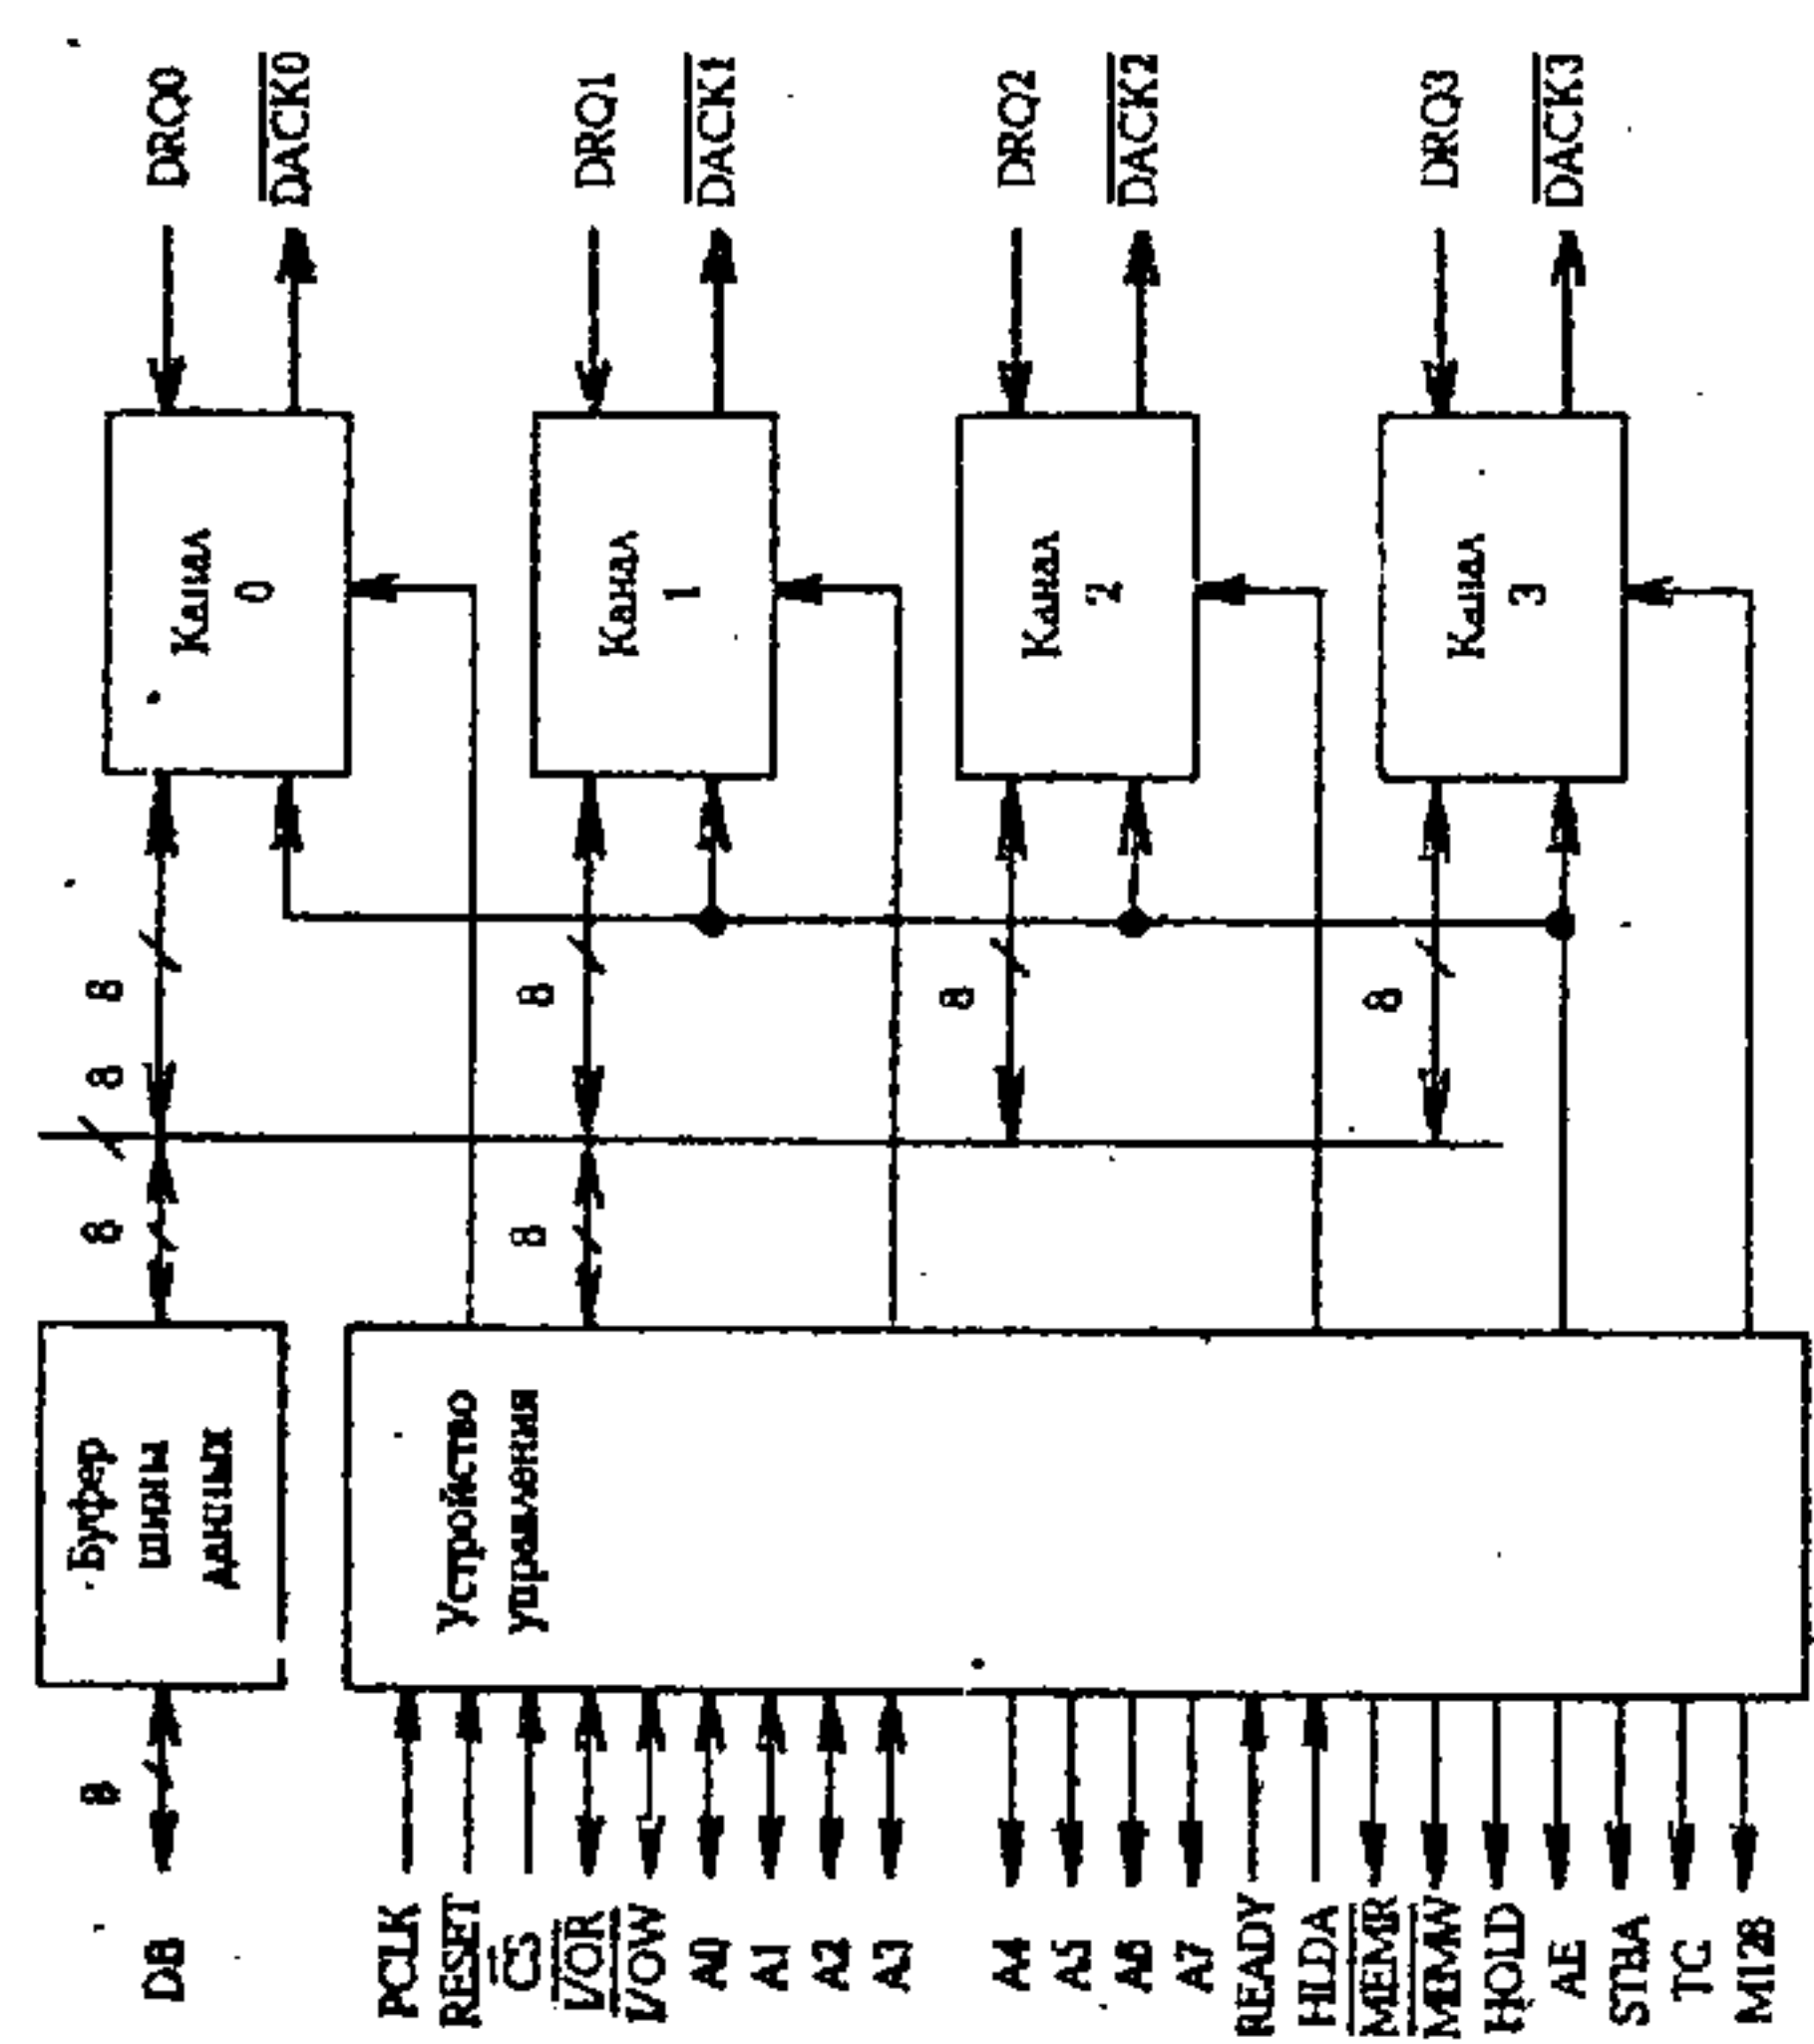 DB
8
Буфер
шины
данных
8
8
8
Канал
0
DRQ0
DACK0
PCLK
RESET
CS
I/OR
I/OW
A0
A1
A2
A3
A4
A5
A6
A7
READY
HLDA
MEMR
MEMW
HOLD
AE
STBA
TC
M128
Устройство
управления
8
8
Канал
1
DRQ1
DACK1
8
Канал
2
DRQ2
DACK2
8
Канал
3
DRQ3
DACK3